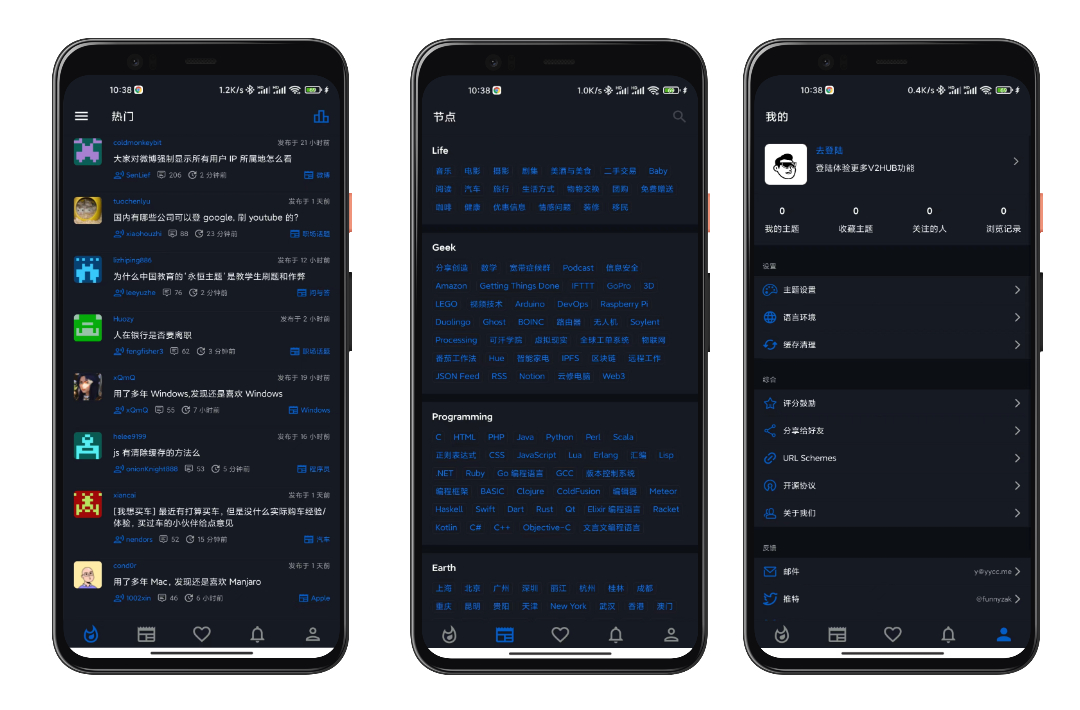 10:38
1.2K/s
热门
coldmonkeybit
发布于 21 小时前
大家对微博强制显示所有用户 IP 所属地怎么看
SenLief 206 2 分钟前 微博
tuochenlyu
发布于 1 天前
国内有哪些公司可以登 google, 刷 youtube 的?
xiaohouzhi 88 23 分钟前 职场话题
lizhiping888
发布于 12 小时前
为什么中国教育的‘永恒主题’是教学生刷题和作弊
leeyuzhe 76 2 分钟前 问与答
Huozy
发布于 2 小时前
人在银行是否要离职
fengfisher3 62 3 分钟前 职场话题
xQmQ
发布于 19 小时前
用了多年 Windows,发现还是喜欢 Windows
xQmQ 55 7 小时前 Windows
halee9199
发布于 16 小时前
js 有清除缓存的方法么
onionKnight888 53 5 分钟前 程序员
xiancai
发布于 1 天前
[我想买车] 最近有打算买车，但是没什么实际购车经验/
体验，买过车的小伙伴给点意见
nandors 52 15 分钟前 汽车
cond0r
发布于 1 天前
用了多年 Mac，发现还是喜欢 Manjaro
1002xin 46 6 小时前 Apple
10:38
1.0K/s
节点
Life
音乐 电影 摄影 剧集 美酒与美食 二手交易 Baby
阅读 汽车 旅行 生活方式 物物交换 团购 免费赠送
咖啡 健康 优惠信息 情感问题 装修 移民
Geek
分享创造 数学 宽带症候群 Podcast 信息安全
Amazon Getting Things Done IFTTT GoPro 3D
LEGO 视频技术 Arduino DevOps Raspberry Pi
Duolingo Ghost BOINC 路由器 无人机 Soylent
Processing 可汗学院 虚拟现实 全球工单系统 物联网
番茄工作法 Hue 智能家电 IPFS 区块链 远程工作
JSON Feed RSS Notion 云修电脑 Web3
Programming
C HTML PHP Java Python Perl Scala
正则表达式 CSS JavaScript Lua Erlang 汇编 Lisp
.NET Ruby Go 编程语言 GCC 版本控制系统
编程框架 BASIC Clojure ColdFusion 编辑器 Meteor
Haskell Swift Dart Rust Qt Elixir 编程语言 Racket
Kotlin C# C++ Objective-C 文言文编程语言
Earth
上海 北京 广州 深圳 丽江 杭州 桂林 成都
重庆 昆明 贵阳 天津 New York 武汉 香港 澳门
10:38
0.4K/s
我的
去登陆
登陆体验更多V2HUB功能
0 0 0 0
我的主题 收藏主题 关注的人 浏览记录
设置
主题设置
语言环境
缓存清理
综合
评分鼓励
分享给好友
URL Schemes
开源协议
关于我们
反馈
邮件 y@yycc.me
推特 @funnyzak